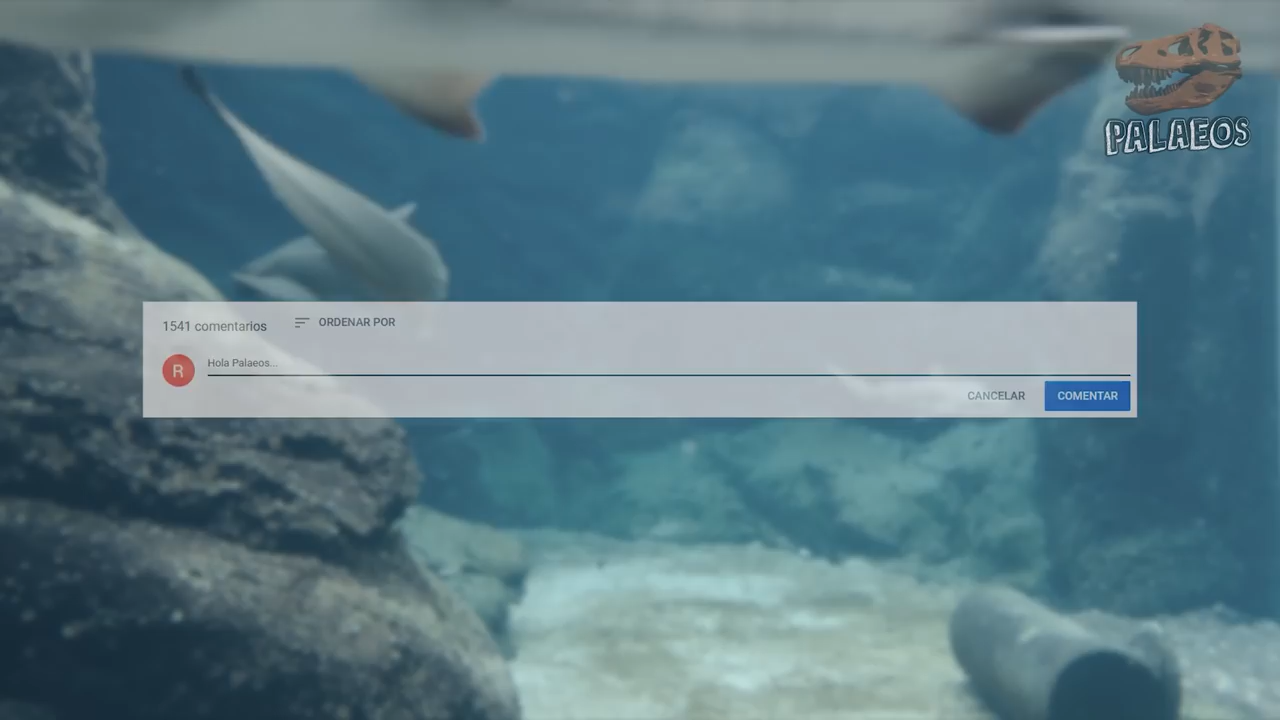 PALAEOS
1541 comentarios
ORDENAR POR
R
Hola Palaeos...
CANCELAR
COMENTAR